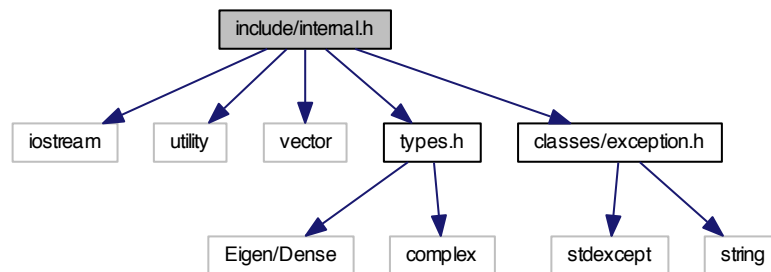 include/internal.h
iostream
utility
vector
types.h
classes/exception.h
Eigen/Dense
complex
stdexcept
string